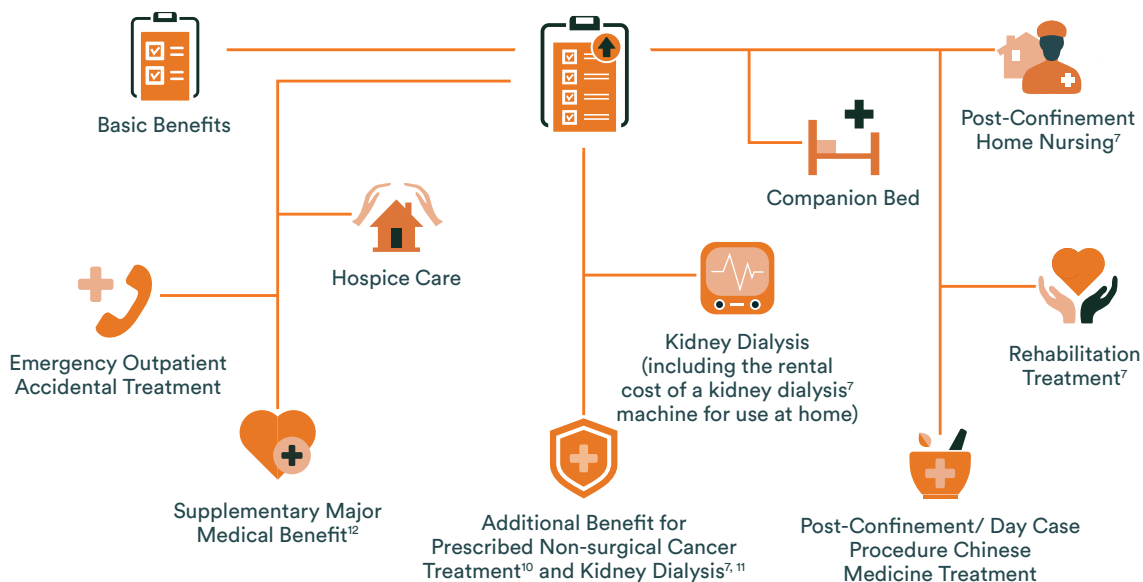 Basic Benefits
Post-Confinement
Home Nursing⁷
Companion Bed
Hospice Care
Emergency Outpatient
Accidental Treatment
Kidney Dialysis
(including the rental
cost of a kidney dialysis⁷
machine for use at home)
Rehabilitation
Treatment⁷
Supplementary Major
Medical Benefit¹²
Additional Benefit for
Prescribed Non-surgical Cancer
Treatment¹⁰ and Kidney Dialysis⁷, ¹¹
Post-Confinement/ Day Case
Procedure Chinese
Medicine Treatment